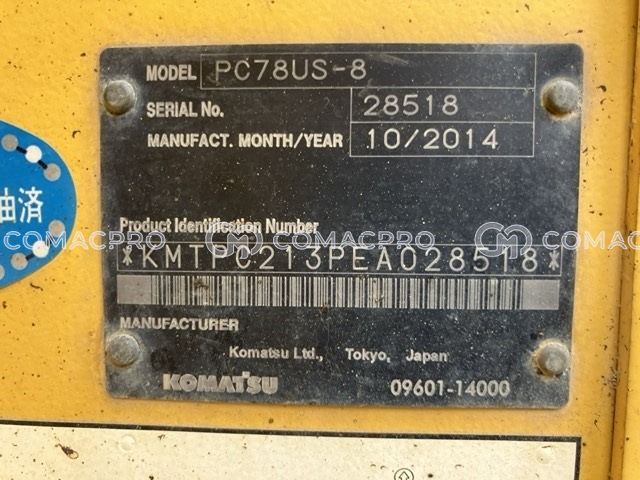 MODEL PC78US-8
SERIAL No. 28518
MANUFACT. MONTH/YEAR 10/2014
油済
Product Identification Number
COMACPRO COMACPRO COMACPRO
*KMTPC213PEA028518*
MANUFACTURER
Komatsu Ltd., Tokyo, Japan
KOMATSU 09601-14000